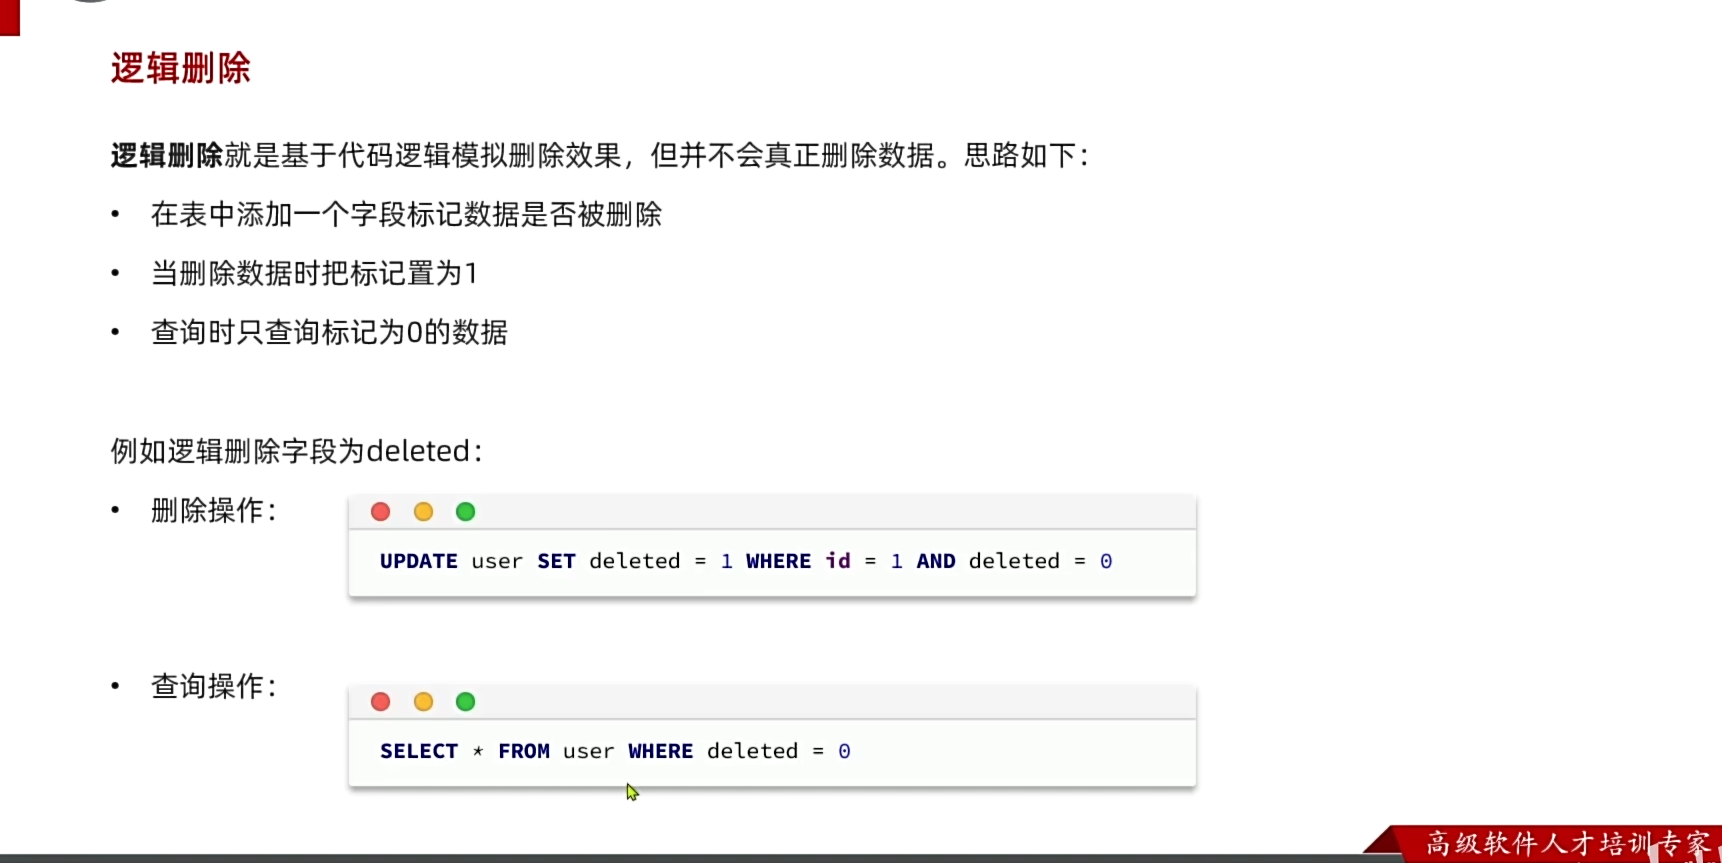 逻辑删除
逻辑删除就是基于代码逻辑模拟删除效果，但并不会真正删除数据。思路如下：
• 在表中添加一个字段标记数据是否被删除
• 当删除数据时把标记置为1
• 查询时只查询标记为0的数据
例如逻辑删除字段为deleted：
• 删除操作：
UPDATE user SET deleted = 1 WHERE id = 1 AND deleted = 0
• 查询操作：
SELECT * FROM user WHERE deleted = 0
高级软件人才培训专家